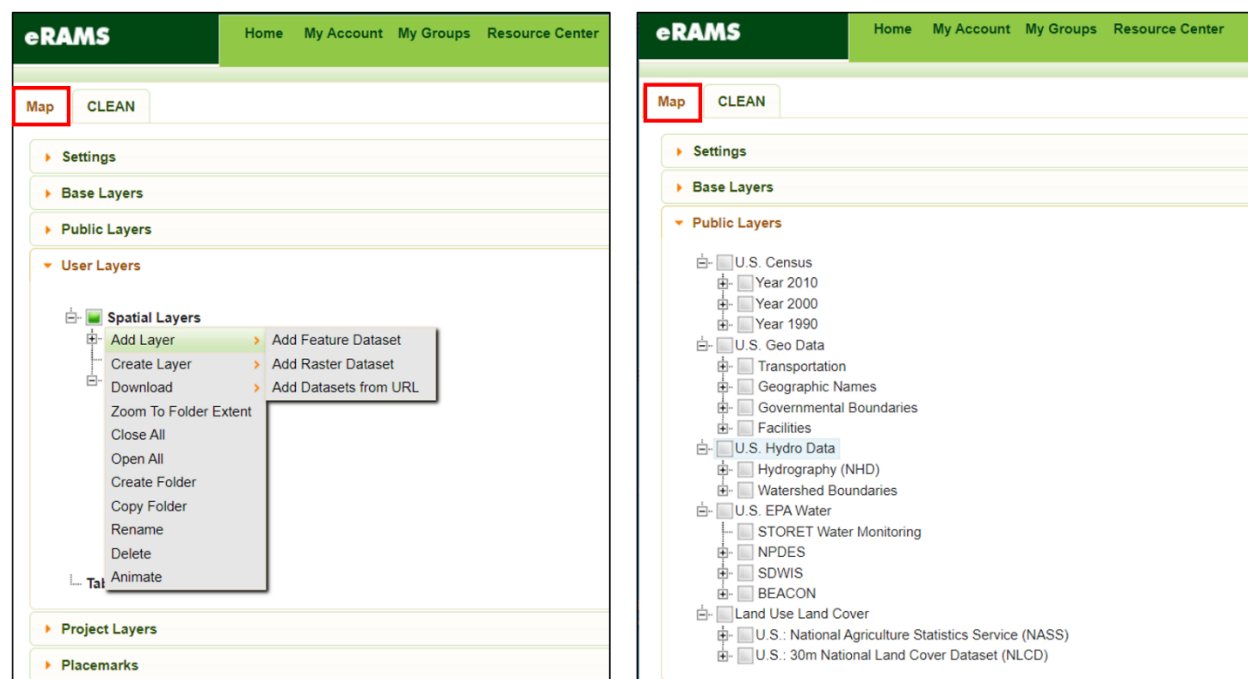 eRAMS
Home My Account My Groups Resource Center
Map CLEAN
Settings
Base Layers
Public Layers
User Layers
Spatial Layers
Add Layer
Create Layer
Download
Zoom To Folder Extent
Close All
Open All
Create Folder
Copy Folder
Rename
Delete
Animate
Add Feature Dataset
Add Raster Dataset
Add Datasets from URL
Project Layers
Placemarks
eRAMS
Home My Account My Groups Resource Center
Map CLEAN
Settings
Base Layers
Public Layers
U.S. Census
Year 2010
Year 2000
Year 1990
U.S. Geo Data
Transportation
Geographic Names
Governmental Boundaries
Facilities
U.S. Hydro Data
Hydrography (NHD)
Watershed Boundaries
U.S. EPA Water
STORET Water Monitoring
NPDES
SDWIS
BEACON
Land Use Land Cover
U.S.: National Agriculture Statistics Service (NASS)
U.S.: 30m National Land Cover Dataset (NLCD)